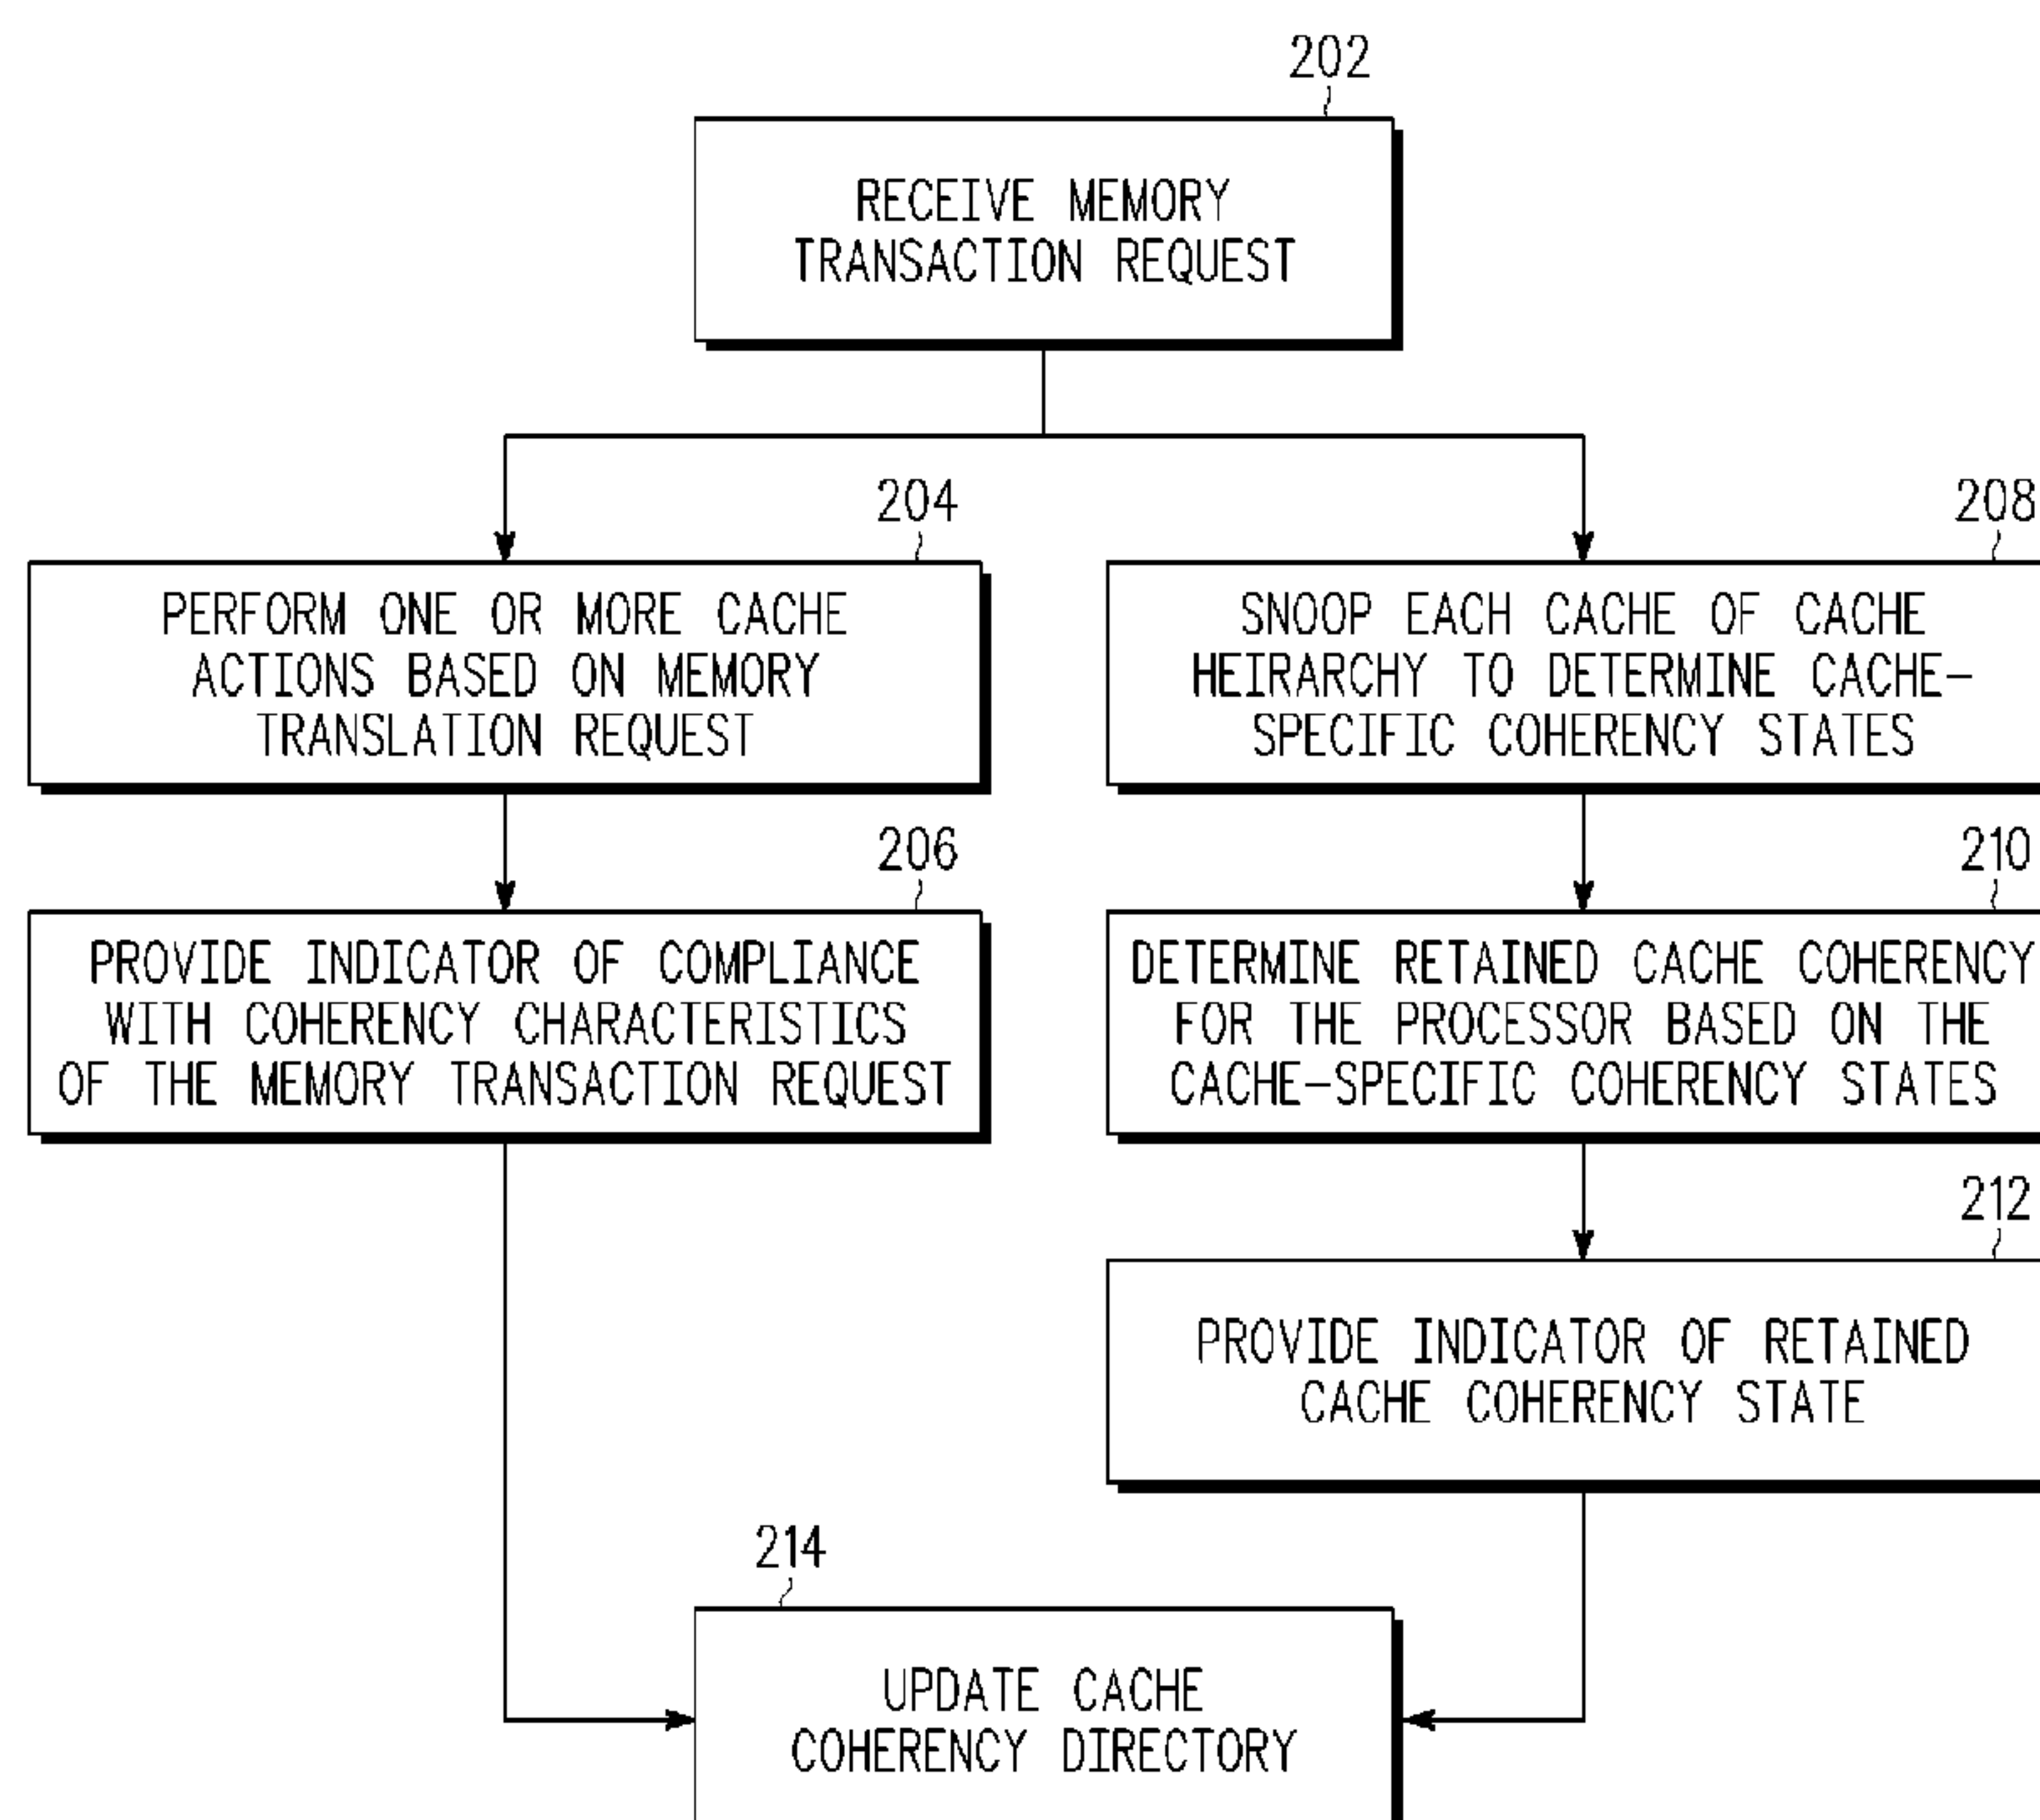 202
RECEIVE MEMORY
TRANSACTION REQUEST
204
PERFORM ONE OR MORE CACHE
ACTIONS BASED ON MEMORY
TRANSLATION REQUEST
206
PROVIDE INDICATOR OF COMPLIANCE
WITH COHERENCY CHARACTERISTICS
OF THE MEMORY TRANSACTION REQUEST
208
SNOOP EACH CACHE OF CACHE
HEIRARCHY TO DETERMINE CACHE-
SPECIFIC COHERENCY STATES
210
DETERMINE RETAINED CACHE COHERENCY
FOR THE PROCESSOR BASED ON THE
CACHE-SPECIFIC COHERENCY STATES
212
PROVIDE INDICATOR OF RETAINED
CACHE COHERENCY STATE
214
UPDATE CACHE
COHERENCY DIRECTORY